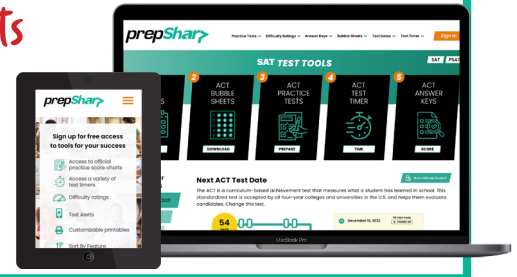 ts
prepSharp
Practice Tests
Difficulty Ratings
Answer Keys
Bubble Sheets
Test Dates
Test Timer
Sign In
SAT TEST TOOLS
SAT
PSAT
S
2
ACT
BUBBLE
SHEETS
DOWNLOAD
3
ACT
PRACTICE
TESTS
PREPARE
4
ACT
TEST
TIMER
TIME
5
ACT
ANSWER
KEYS
SCORE
Next ACT Test Date
The ACT is a curriculum-based achievement test that measures what a student has learned in school. This
standardized test is accepted by all four-year colleges and universities in the U.S. and helps them evaluate
candidates. Change this text.
54
December 10, 2022
MacBook Pro
prepSharp
Sign up for free access
to tools for your success
Access to official
practice score charts
Access a variety of
test timers
Difficulty ratings
Test Alerts
Customizable printables
Sort By Feature